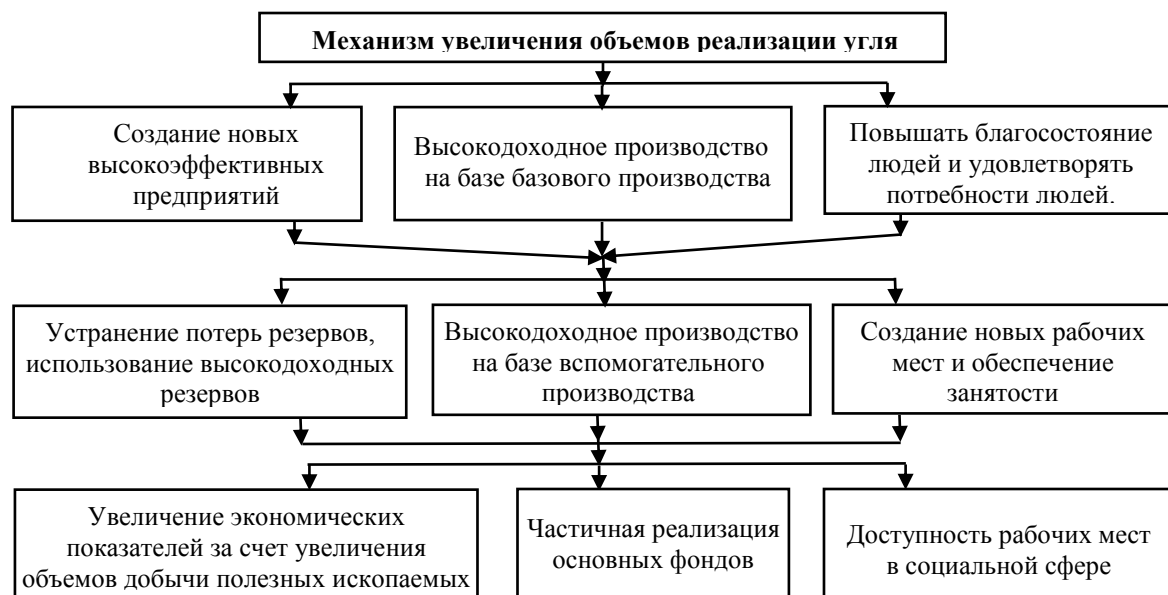 Механизм увеличения объемов реализации угля
Создание новых
высокоэффективных
предприятий
Высокодоходное производство
на базе базового производства
Повышать благосостояние
людей и удовлетворять
потребности людей.
Устранение потерь резервов,
использование высокодоходных
резервов
Высокодоходное производство
на базе вспомогательного
производства
Создание новых рабочих
мест и обеспечение
занятости
Увеличение экономических
показателей за счет увеличения
объемов добычи полезных ископаемых
Частичная реализация
основных фондов
Доступность рабочих мест
в социальной сфере